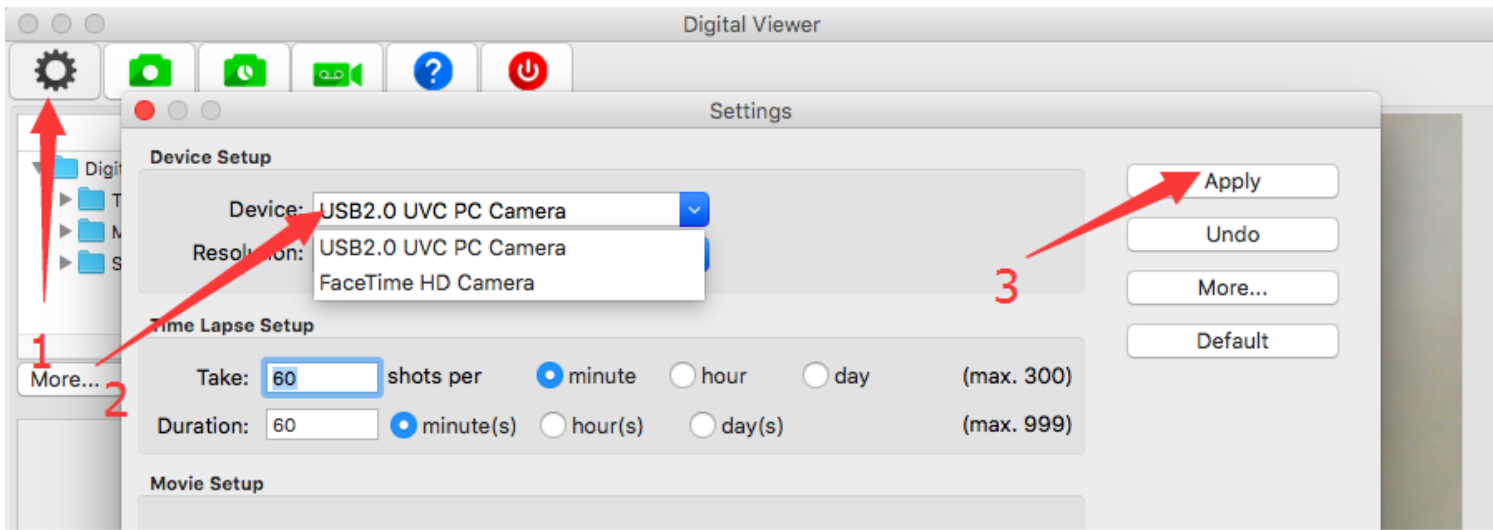 Digital Viewer
Settings
Device Setup
Digit
T
M
S
Device: USB2.0 UVC PC Camera
Resolution:
USB2.0 UVC PC Camera
FaceTime HD Camera
Apply
Undo
More...
Default
1
2
3
Time Lapse Setup
More...
Take: 60 shots per minute hour day (max. 300)
Duration: 60 minute(s) hour(s) day(s) (max. 999)
Movie Setup